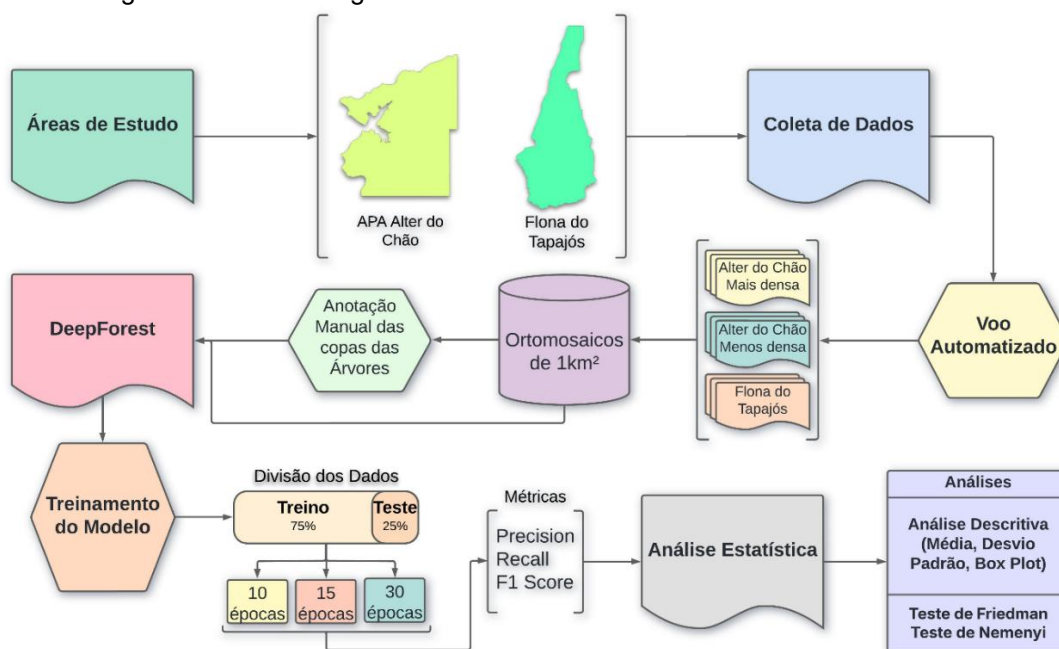 Áreas de Estudo
APA Alter do
Chão
Flona do
Tapajós
Coleta de Dados
Voo
Automatizado
Alter do Chão
Mais densa
Alter do Chão
Menos densa
Flona do
Tapajós
Ortomosaicos
de 1km²
Anotação
Manual das
copas das
Árvores
DeepForest
Treinamento
do Modelo
Divisão dos Dados
Treino
75%
Teste
25%
10
épocas
15
épocas
30
épocas
Métricas
Precision
Recall
F1 Score
Análise Estatística
Análises
Análise Descritiva
(Média, Desvio
Padrão, Box Plot)
Teste de Friedman
Teste de Nemenyi